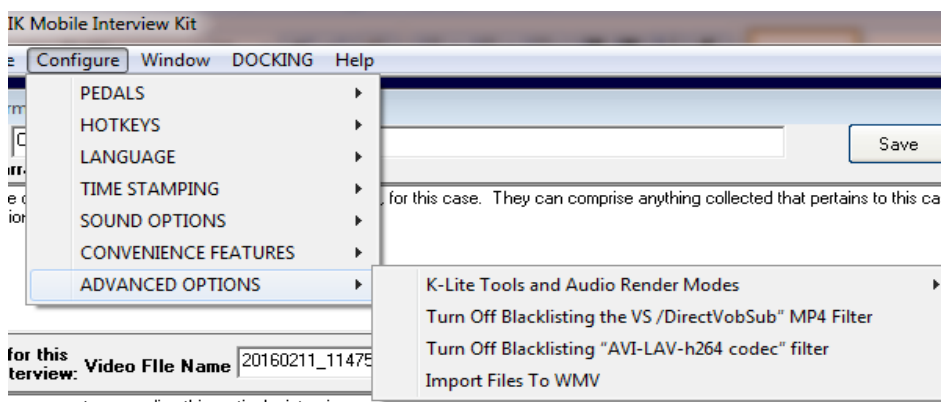 IK Mobile Interview Kit
e Configure Window DOCKING Help
PEDALS
HOTKEYS
LANGUAGE
TIME STAMPING
SOUND OPTIONS
CONVENIENCE FEATURES
ADVANCED OPTIONS
Save
, for this case. They can comprise anything collected that pertains to this ca
K-Lite Tools and Audio Render Modes
Turn Off Blacklisting the VS /DirectVobSub" MP4 Filter
Turn Off Blacklisting "AVI-LAV-h264 codec" filter
Import Files To WMV
for this
terview: Video FIle Name 20160211_11475